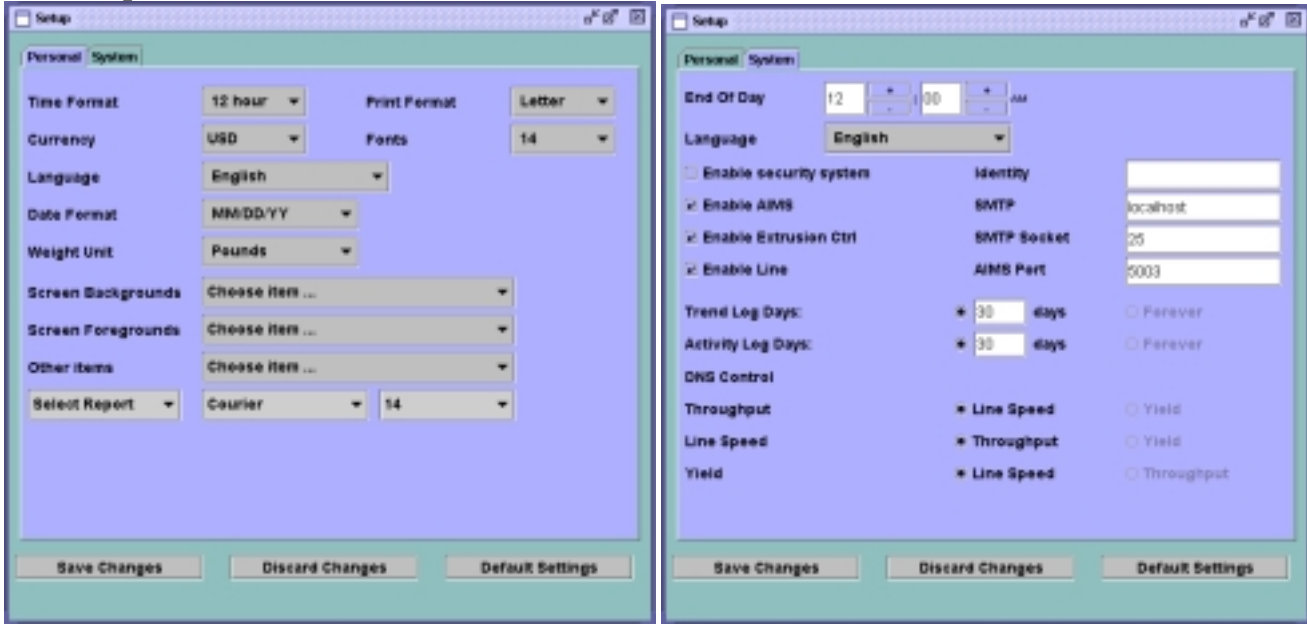 Setup
Personal System
Time Format 12 hour Print Format Letter
Currency USD Fonts 14
Language English
Date Format MM/DD/YY
Weight Unit Pounds
Screen Backgrounds Choose item ...
Screen Foregrounds Choose item ...
Other items Choose item ...
Select Report Courier 14
Save Changes Discard Changes Default Settings
Setup
Personal System
End Of Day 12 + - : 00 + - AM
Language English
Enable security system Identity
Enable AIMS SMTP localhost
Enable Extrusion Ctrl SMTP Socket 25
Enable Line AIMS Port 5003
Trend Log Days: 30 days Forever
Activity Log Days: 30 days Forever
DNS Control
Throughput Line Speed Yield
Line Speed Throughput Yield
Yield Line Speed Throughput
Save Changes Discard Changes Default Settings